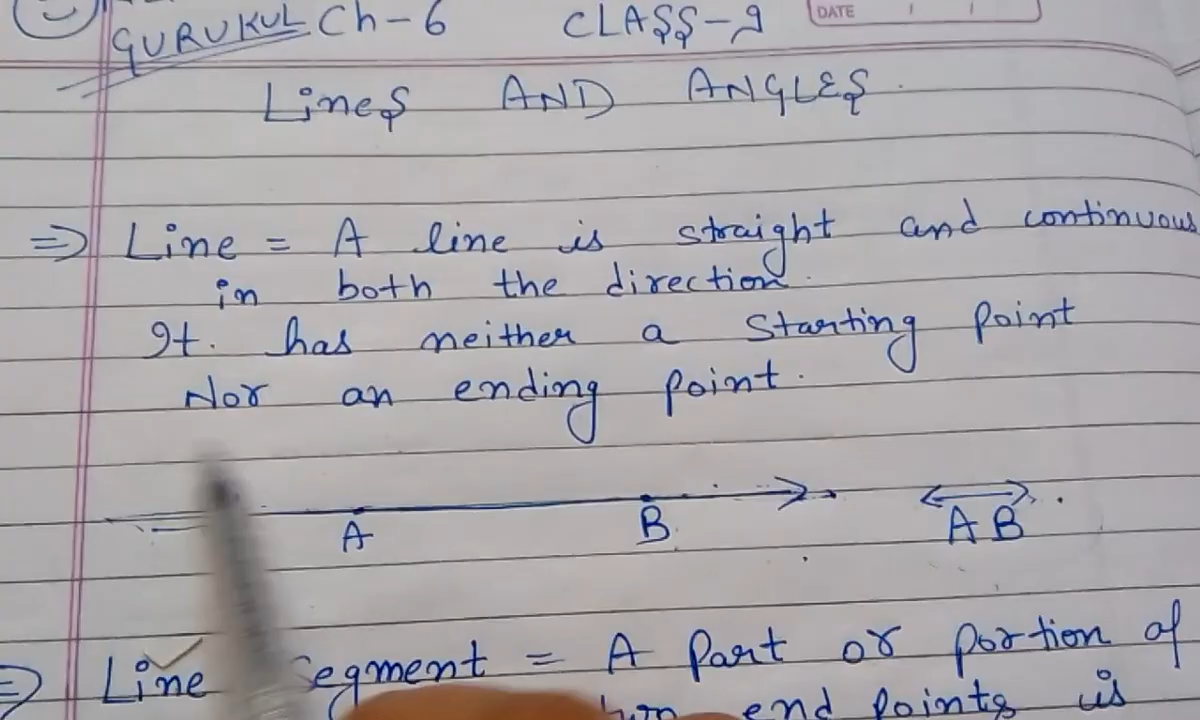 GURUKUL Ch-6 CLASS-9 DATE
LineS AND ANGLES.
⇒ Line = A line is straight and continuous
in both the direction.
It. has neither a starting point
Nor an ending point.
A B AB
⇒ Line Segment = A Part or portion of
end points is